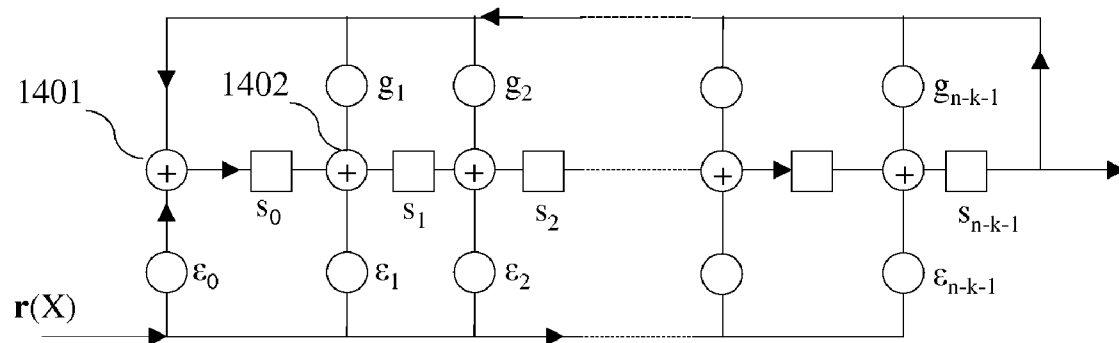 1401
1402
g₁
g₂
gₙ₋ₖ₋₁
+
+
+
+
+
s₀
s₁
s₂
sₙ₋ₖ₋₁
ε₀
ε₁
ε₂
εₙ₋ₖ₋₁
r(X)